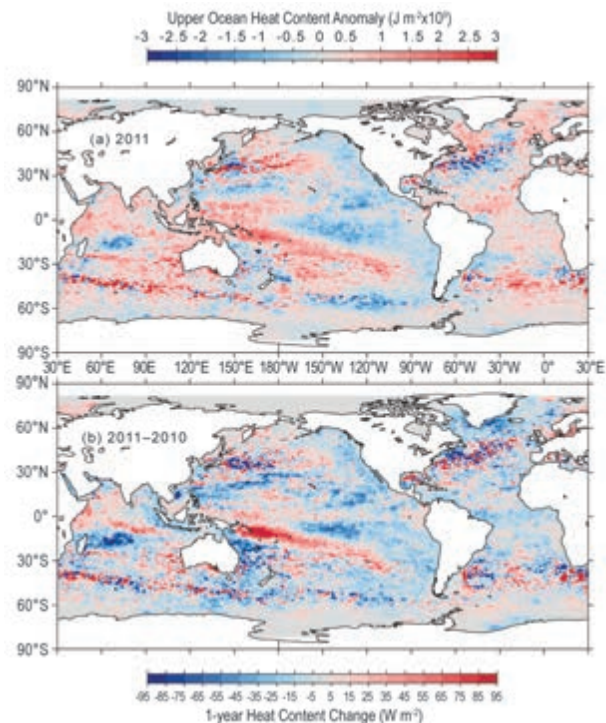 Upper Ocean Heat Content Anomaly (J m⁻²x10⁹)
-3 -2.5 -2 -1.5 -1 -0.5 0 0.5 1 1.5 2 2.5 3
90°N
60°N
(a) 2011
30°N
0°
30°S
60°S
90°S
30°E 60°E 90°E 120°E 150°E 180°W 150°W 120°W 90°W 60°W 30°W 0° 30°E
90°N
60°N
(b) 2011–2010
30°N
0°
30°S
60°S
90°S
-95 -85 -75 -65 -55 -45 -35 -25 -15 -5 5 15 25 35 45 55 65 75 85 95
1-year Heat Content Change (W m⁻²)